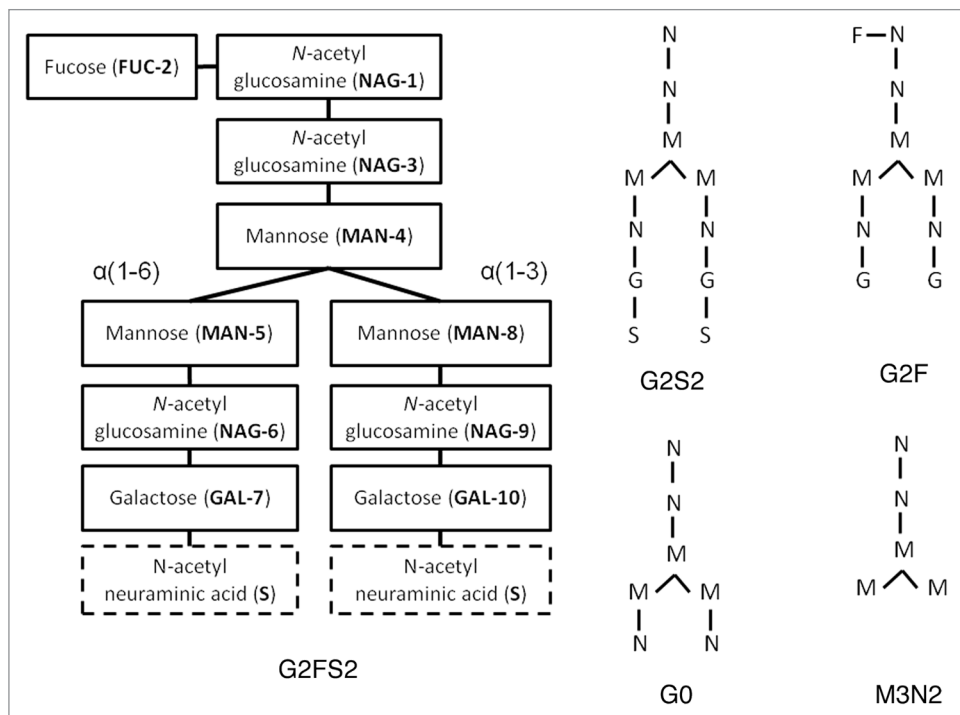 Fucose (FUC-2)
N-acetyl
glucosamine (NAG-1)
N-acetyl
glucosamine (NAG-3)
Mannose (MAN-4)
α(1-6)
α(1-3)
Mannose (MAN-5)
Mannose (MAN-8)
N-acetyl
glucosamine (NAG-6)
N-acetyl
glucosamine (NAG-9)
Galactose (GAL-7)
Galactose (GAL-10)
N-acetyl
neuraminic acid (S)
N-acetyl
neuraminic acid (S)
G2FS2
N
N
M
M M
N N
G G
S S
G2S2
F N
N
M
M M
N N
G G
G2F
N
N
M
M M
N N
G0
N
N
M
M M
M3N2